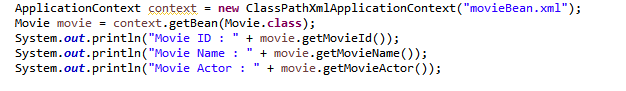 ApplicationContext context = new ClassPathXmlApplicationContext("movieBean.xml");
Movie movie = context.getBean(Movie.class);
System.out.println("Movie ID : " + movie.getMovieId());
System.out.println("Movie Name : " + movie.getMovieName());
System.out.println("Movie Actor : " + movie.getMovieActor());